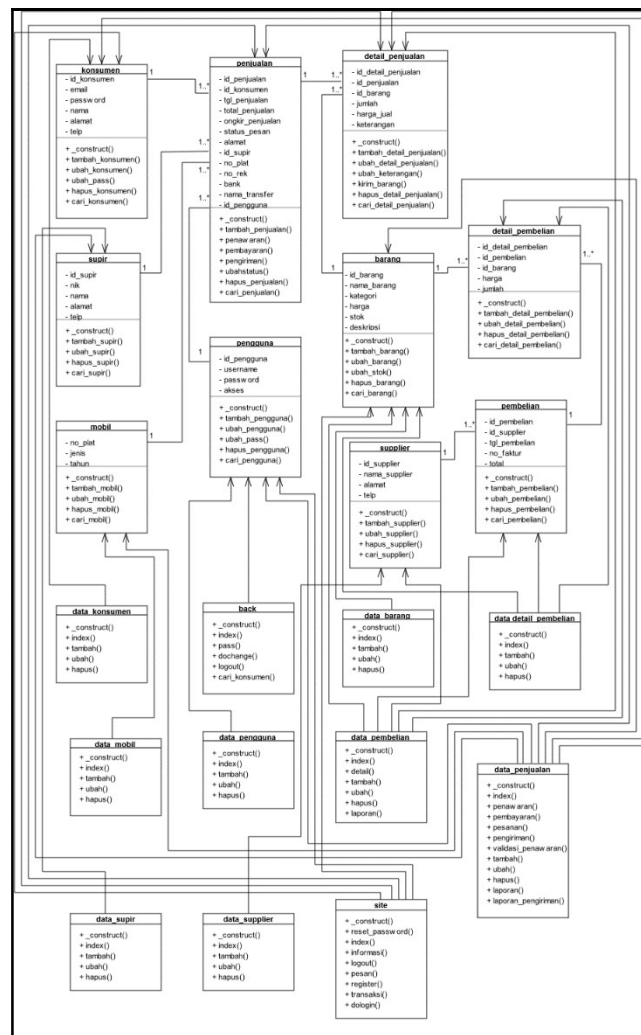 konsumen
- id_konsumen
- email
- password
- nama
- alamat
- telp
+ _construct()
+ tambah_konsumen()
+ ubah_konsumen()
+ ubah_pass()
+ hapus_konsumen()
+ cari_konsumen()
1
1..*
penjualan
- id_penjualan
- id_konsumen
- tgl_penjualan
- total_penjualan
- ongkir_penjualan
- status_pesan
- alamat
- id_supir
- no_plat
- no_rek
- bank
- nama_transfer
- id_pengguna
+ _construct()
+ tambah_penjualan()
+ penawaran()
+ pembayaran()
+ pengiriman()
+ ubahstatus()
+ hapus_penjualan()
+ cari_penjualan()
1
1..*
1..*
1..*
1..*
1..*
detail_penjualan
- id_detail_penjualan
- id_penjualan
- id_barang
- jumlah
- harga_jual
- keterangan
+ _construct()
+ tambah_detail_penjualan()
+ ubah_detail_penjualan()
+ ubah_keterangan()
+ kirim_barang()
+ hapus_detail_penjualan()
+ cari_detail_penjualan()
supir
- id_supir
- nik
- nama
- alamat
- telp
+ _construct()
+ tambah_supir()
+ ubah_supir()
+ hapus_supir()
+ cari_supir()
1
barang
- id_barang
- nama_barang
- kategori
- harga
- stok
- deskripsi
+ _construct()
+ tambah_barang()
+ ubah_barang()
+ ubah_stok()
+ hapus_barang()
+ cari_barang()
1
1
1..*
detail_pembelian
- id_detail_pembelian
- id_pembelian
- id_barang
- harga
- jumlah
+ _construct()
+ tambah_detail_pembelian()
+ ubah_detail_pembelian()
+ hapus_detail_pembelian()
+ cari_detail_pembelian()
1..*
pengguna
- id_pengguna
- username
- password
- akses
+ _construct()
+ tambah_pengguna()
+ ubah_pengguna()
+ ubah_pass()
+ hapus_pengguna()
+ cari_pengguna()
1
mobil
- no_plat
- jenis
- tahun
+ _construct()
+ tambah_mobil()
+ ubah_mobil()
+ hapus_mobil()
+ cari_mobil()
1
supplier
- id_supplier
- nama_supplier
- alamat
- telp
+ _construct()
+ tambah_supplier()
+ ubah_supplier()
+ hapus_supplier()
+ cari_supplier()
1
1..*
pembelian
- id_pembelian
- id_supplier
- tgl_pembelian
- no_faktur
- total
+ _construct()
+ tambah_pembelian()
+ ubah_pembelian()
+ hapus_pembelian()
+ cari_pembelian()
1
data_konsumen
+ _construct()
+ index()
+ tambah()
+ ubah()
+ hapus()
back
+ _construct()
+ index()
+ pass()
+ dochange()
+ logout()
+ cari_konsumen()
data_barang
+ _construct()
+ index()
+ tambah()
+ ubah()
+ hapus()
data detail_pembelian
+ _construct()
+ index()
+ tambah()
+ ubah()
+ hapus()
data_mobil
+ _construct()
+ index()
+ tambah()
+ ubah()
+ hapus()
data_pengguna
+ _construct()
+ index()
+ tambah()
+ ubah()
+ hapus()
data_pembelian
+ _construct()
+ index()
+ detail()
+ tambah()
+ ubah()
+ hapus()
+ laporan()
data_penjualan
+ _construct()
+ index()
+ penawaran()
+ pembayaran()
+ pesanan()
+ pengiriman()
+ validasi_penawaran()
+ tambah()
+ ubah()
+ hapus()
+ laporan()
+ laporan_pengiriman()
data_supir
+ _construct()
+ index()
+ tambah()
+ ubah()
+ hapus()
data_supplier
+ _construct()
+ index()
+ tambah()
+ ubah()
+ hapus()
site
+ _construct()
+ reset_password()
+ index()
+ informasi()
+ logout()
+ pesan()
+ register()
+ transaksi()
+ dologin()